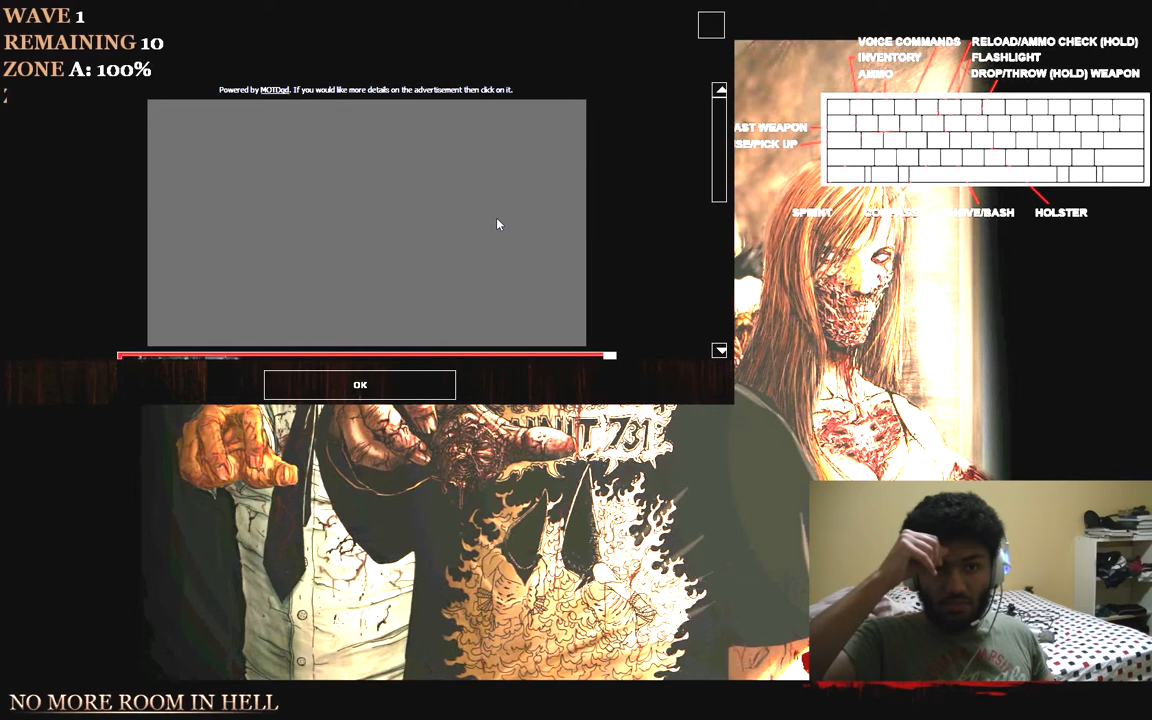 WAVE 1
REMAINING 10
ZONE A: 100%
Powered by MOTDgd. If you would like more details on the advertisement then click on it.
OK
VOICE COMMANDS
INVENTORY
AMMO
RELOAD/AMMO CHECK (HOLD)
FLASHLIGHT
DROP/THROW (HOLD) WEAPON
AST WEAPON
SE/PICK UP
SPRINT
HOLSTER
UNIT 731
NO MORE ROOM IN HELL